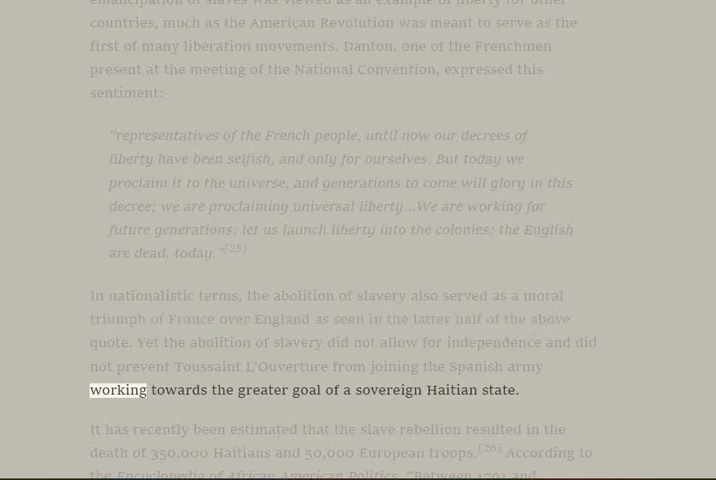 emancipation of slaves was viewed as an example of liberty for other
countries, much as the American Revolution was meant to serve as the
first of many liberation movements. Danton, one of the Frenchmen
present at the meeting of the National Convention, expressed this
sentiment:
"representatives of the French people, until now our decrees of
liberty have been selfish, and only for ourselves. But today we
proclaim it to the universe, and generations to come will glory in this
decree; we are proclaiming universal liberty...We are working for
future generations; let us launch liberty into the colonies; the English
are dead, today."[25]
In nationalistic terms, the abolition of slavery also served as a moral
triumph of France over England as seen in the latter half of the above
quote. Yet the abolition of slavery did not allow for independence and did
not prevent Toussaint L'Ouverture from joining the Spanish army
working towards the greater goal of a sovereign Haitian state.
It has recently been estimated that the slave rebellion resulted in the
death of 350,000 Haitians and 50,000 European troops.[26] According to
the Encyclopedia of African American Politics, "Between 1791 and